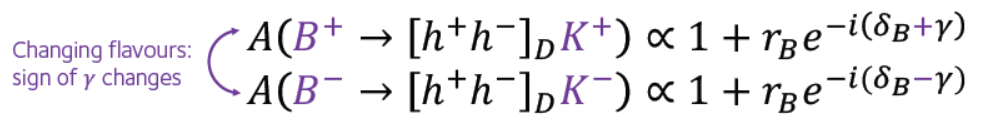 Changing flavours:
sign of γ changes
A(B⁺ → [h⁺h⁻]_D K⁺) ∝ 1 + r_B e^{−i(δ_B+γ)}
A(B⁻ → [h⁺h⁻]_D K⁻) ∝ 1 + r_B e^{−i(δ_B−γ)}